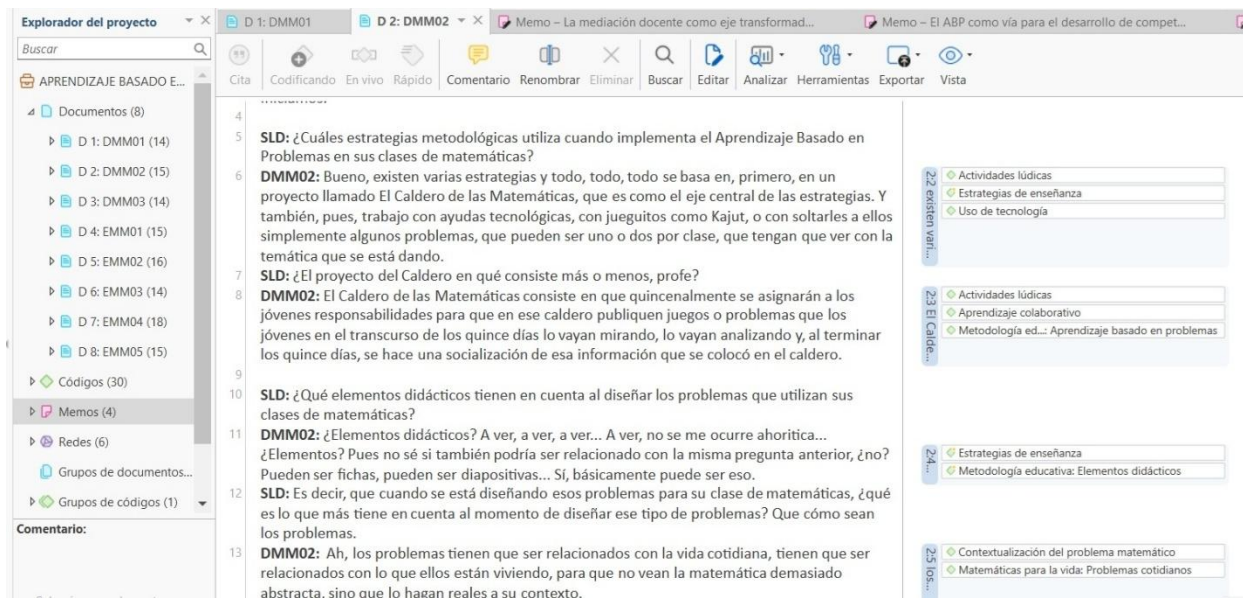 Explorador del proyecto
Buscar
APRENDIZAJE BASADO E...
Documentos (8)
D 1: DMM01 (14)
D 2: DMM02 (15)
D 3: DMM03 (14)
D 4: EMM01 (15)
D 5: EMM02 (16)
D 6: EMM03 (14)
D 7: EMM04 (18)
D 8: EMM05 (15)
Códigos (30)
Memos (4)
Redes (6)
Grupos de documentos...
Grupos de códigos (1)
Comentario:
D 1: DMM01
D 2: DMM02
Memo – La mediación docente como eje transformad...
Memo – El ABP como vía para el desarrollo de compet...
Cita
Codificando
En vivo
Rápido
Comentario
Renombrar
Eliminar
Buscar
Editar
Analizar
Herramientas
Exportar
Vista
4
5 SLD: ¿Cuáles estrategias metodológicas utiliza cuando implementa el Aprendizaje Basado en
Problemas en sus clases de matemáticas?
6 DMM02: Bueno, existen varias estrategias y todo, todo, todo se basa en, primero, en un
proyecto llamado El Caldero de las Matemáticas, que es como el eje central de las estrategias. Y
también, pues, trabajo con ayudas tecnológicas, con jueguitos como Kajut, o con soltarles a ellos
simplemente algunos problemas, que pueden ser uno o dos por clase, que tengan que ver con la
temática que se está dando.
7 SLD: ¿El proyecto del Caldero en qué consiste más o menos, profe?
8 DMM02: El Caldero de las Matemáticas consiste en que quincenalmente se asignarán a los
jóvenes responsabilidades para que en ese caldero publiquen juegos o problemas que los
jóvenes en el transcurso de los quince días lo vayan mirando, lo vayan analizando y, al terminar
los quince días, se hace una socialización de esa información que se colocó en el caldero.
9
10 SLD: ¿Qué elementos didácticos tienen en cuenta al diseñar los problemas que utilizan sus
clases de matemáticas?
11 DMM02: ¿Elementos didácticos? A ver, a ver, a ver... A ver, no se me ocurre ahoritica...
¿Elementos? Pues no sé si también podría ser relacionado con la misma pregunta anterior, ¿no?
Pueden ser fichas, pueden ser diapositivas... Sí, básicamente puede ser eso.
12 SLD: Es decir, que cuando se está diseñando esos problemas para su clase de matemáticas, ¿qué
es lo que más tiene en cuenta al momento de diseñar ese tipo de problemas? Que cómo sean
los problemas.
13 DMM02: Ah, los problemas tienen que ser relacionados con la vida cotidiana, tienen que ser
relacionados con lo que ellos están viviendo, para que no vean la matemática demasiado
abstracta, sino que lo hagan reales a su contexto.
2:2 existen vari...
Actividades lúdicas
Estrategias de enseñanza
Uso de tecnología
2:3 El Calde...
Actividades lúdicas
Aprendizaje colaborativo
Metodología ed...: Aprendizaje basado en problemas
2:4...
Estrategias de enseñanza
Metodología educativa: Elementos didácticos
2:5 los...
Contextualización del problema matemático
Matemáticas para la vida: Problemas cotidianos